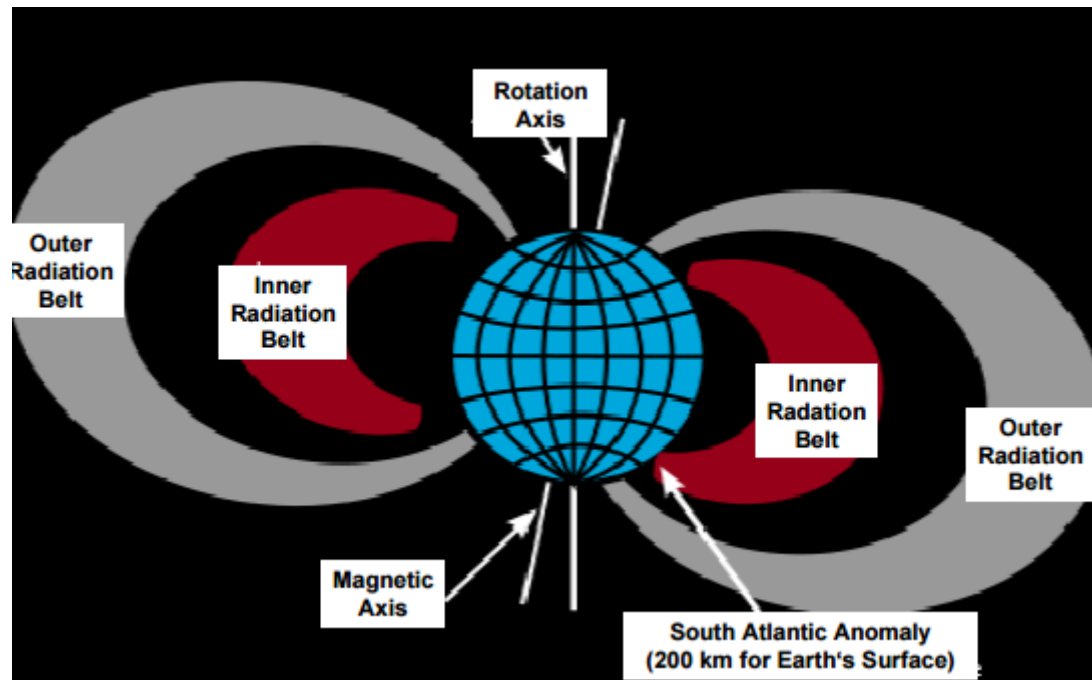 Rotation
Axis
Outer
Radiation
Belt
Inner
Radiation
Belt
Inner
Radation
Belt
Outer
Radiation
Belt
Magnetic
Axis
South Atlantic Anomaly
(200 km for Earth's Surface)